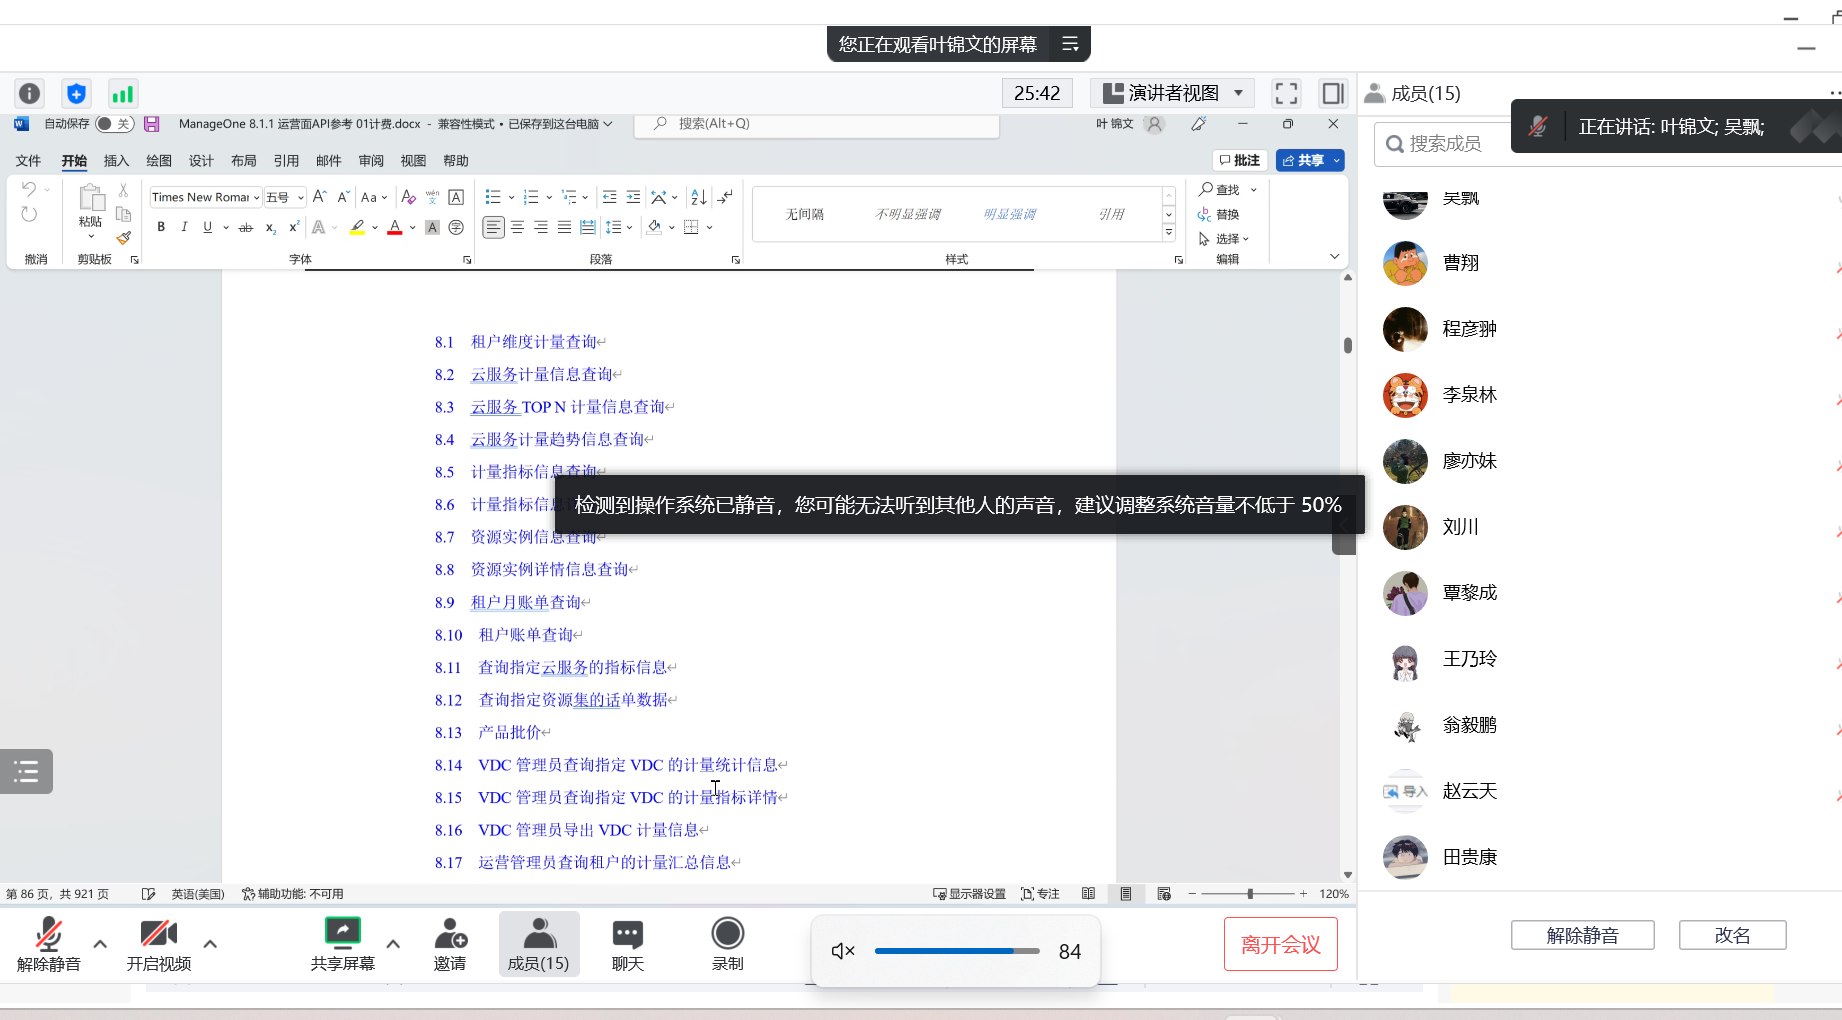 您正在观看叶锦文的屏幕
25:42
演讲者视图
成员(15)
正在讲话: 叶锦文; 吴飘;
搜索成员
自动保存
关
ManageOne 8.1.1 运营面API参考 01计费.docx - 兼容性模式 • 已保存到这台电脑
搜索(Alt+Q)
叶 锦文
文件 开始 插入 绘图 设计 布局 引用 邮件 审阅 视图 帮助
批注
共享
Times New Roman
五号
粘贴
无间隔
不明显强调
明显强调
引用
查找
替换
选择
撤消
剪贴板
字体
段落
样式
编辑
8.1 租户维度计量查询
8.2 云服务计量信息查询
8.3 云服务 TOP N 计量信息查询
8.4 云服务计量趋势信息查询
8.5 计量指标信息查询
8.6 计量指标信息
8.7 资源实例信息查询
8.8 资源实例详情信息查询
8.9 租户月账单查询
8.10 租户账单查询
8.11 查询指定云服务的指标信息
8.12 查询指定资源集的话单数据
8.13 产品批价
8.14 VDC 管理员查询指定 VDC 的计量统计信息
8.15 VDC 管理员查询指定 VDC 的计量指标详情
8.16 VDC 管理员导出 VDC 计量信息
8.17 运营管理员查询租户的计量汇总信息
检测到操作系统已静音，您可能无法听到其他人的声音，建议调整系统音量不低于 50%
吴飘
曹翔
程彦翀
李泉林
廖亦妹
刘川
覃黎成
王乃玲
翁毅鹏
导入
赵云天
田贵康
第 86 页，共 921 页
英语(美国)
辅助功能: 不可用
显示器设置
专注
120%
解除静音
开启视频
共享屏幕
邀请
成员(15)
聊天
录制
84
离开会议
解除静音
改名